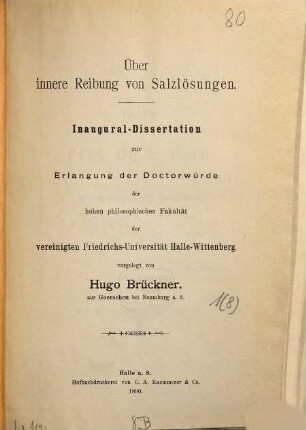 80
Über
innere Reibung von Salzlösungen.
Inaugural-Dissertation
zur
Erlangung der Doctorwürde
der
hohen philosophischen Fakultät
der
vereinigten Friedrichs-Universität Halle-Wittenberg
vorgelegt von
Hugo Brückner.
aus Goerschen bei Naumburg a. S.
1(8)
Halle a. S.
Hofbuchdruckerei von C. A. Kaemmerer & Co.
1890.